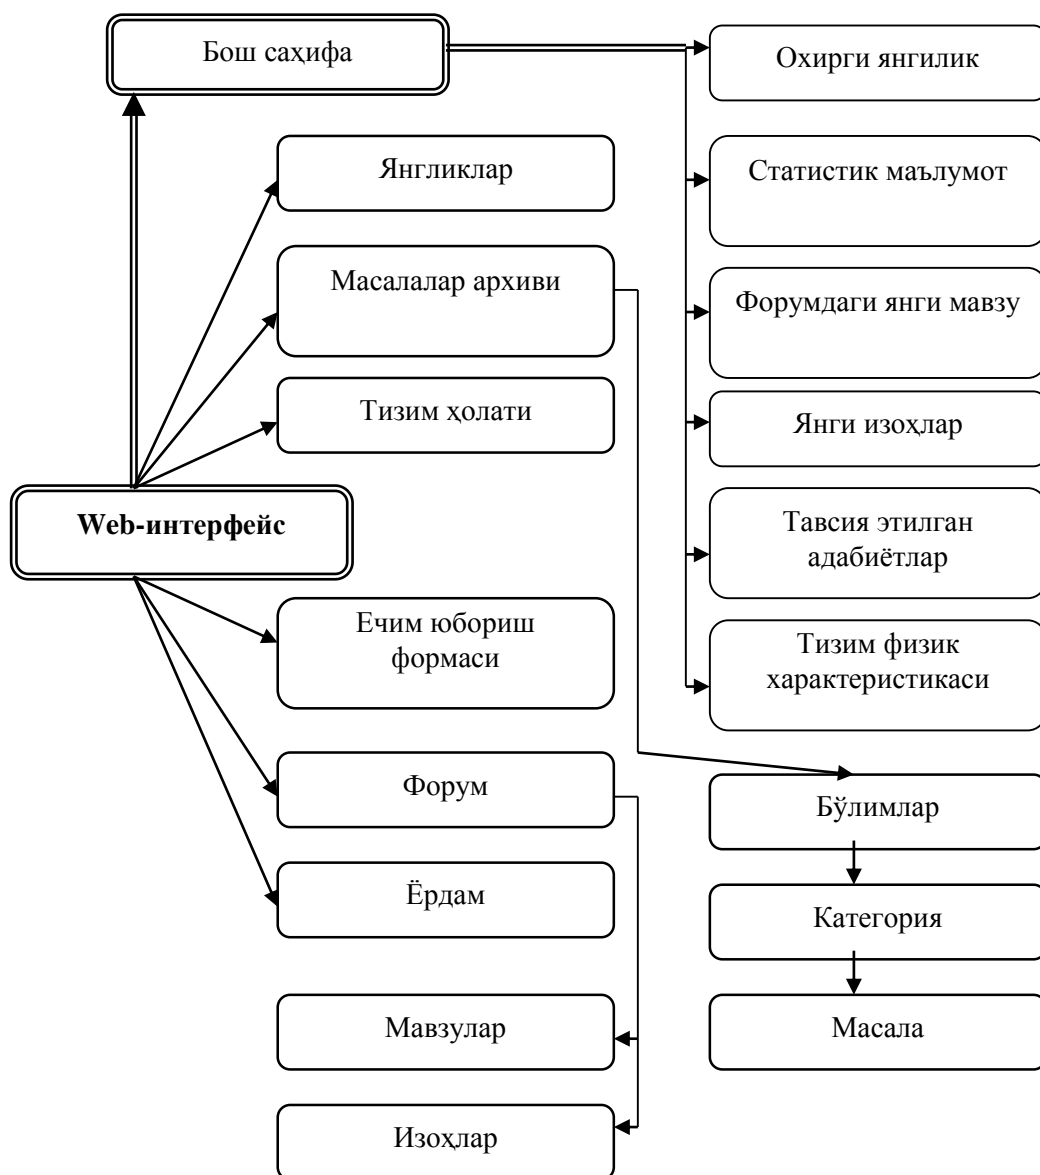 Бош саҳифа
Охирги янгилик
Янгликлар
Статистик маълумот
Масалалар архиви
Форумдаги янги мавзу
Тизим ҳолати
Янги изоҳлар
Web-интерфейс
Тавсия этилган
адабиётлар
Ечим юбориш
формаси
Тизим физик
характеристикаси
Форум
Бўлимлар
Ёрдам
Категория
Мавзулар
Масала
Изоҳлар